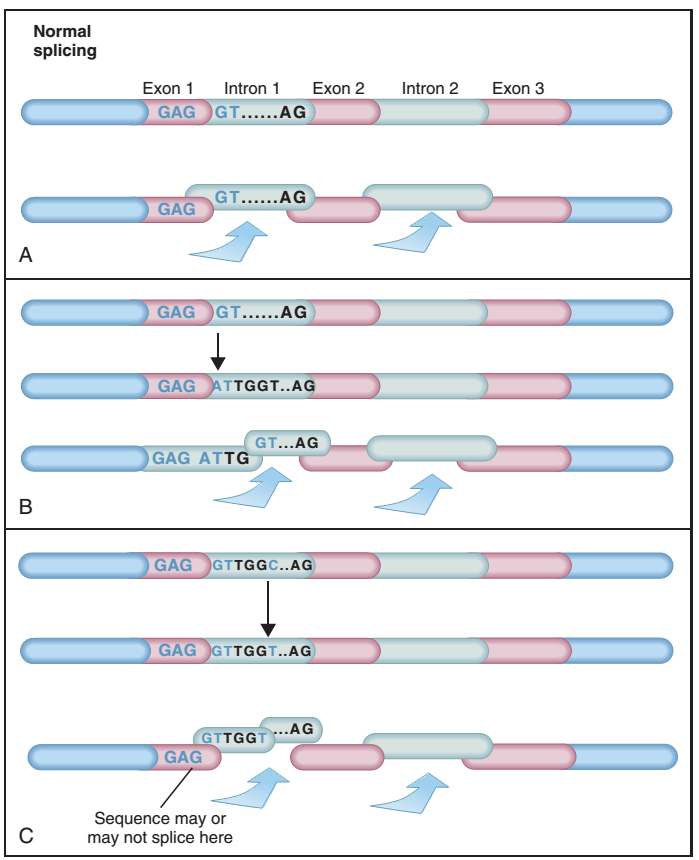 Normal
splicing
Exon 1 Intron 1 Exon 2 Intron 2 Exon 3
GAG GT......AG
GAG GT......AG
A
GAG GT......AG
GAG ATTGGT..AG
GAG ATTG GT...AG
B
GAG GTTGGC..AG
GAG GTTGGT..AG
GAG GTTGGT ...AG
Sequence may or
may not splice here
C